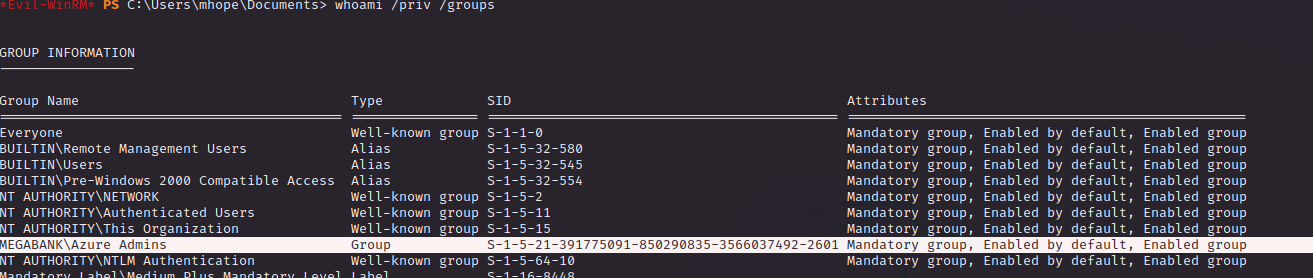 *Evil-WinRM* PS C:\Users\mhope\Documents> whoami /priv /groups
GROUP INFORMATION
-----------------
Group Name Type SID Attributes
========================================== ================ ============================================ ==================================================
Everyone Well-known group S-1-1-0 Mandatory group, Enabled by default, Enabled group
BUILTIN\Remote Management Users Alias S-1-5-32-580 Mandatory group, Enabled by default, Enabled group
BUILTIN\Users Alias S-1-5-32-545 Mandatory group, Enabled by default, Enabled group
BUILTIN\Pre-Windows 2000 Compatible Access Alias S-1-5-32-554 Mandatory group, Enabled by default, Enabled group
NT AUTHORITY\NETWORK Well-known group S-1-5-2 Mandatory group, Enabled by default, Enabled group
NT AUTHORITY\Authenticated Users Well-known group S-1-5-11 Mandatory group, Enabled by default, Enabled group
NT AUTHORITY\This Organization Well-known group S-1-5-15 Mandatory group, Enabled by default, Enabled group
MEGABANK\Azure Admins Group S-1-5-21-391775091-850290835-3566037492-2601 Mandatory group, Enabled by default, Enabled group
NT AUTHORITY\NTLM Authentication Well-known group S-1-5-64-10 Mandatory group, Enabled by default, Enabled group
Mandatory Label\Medium Plus Mandatory Level Label S-1-16-8448